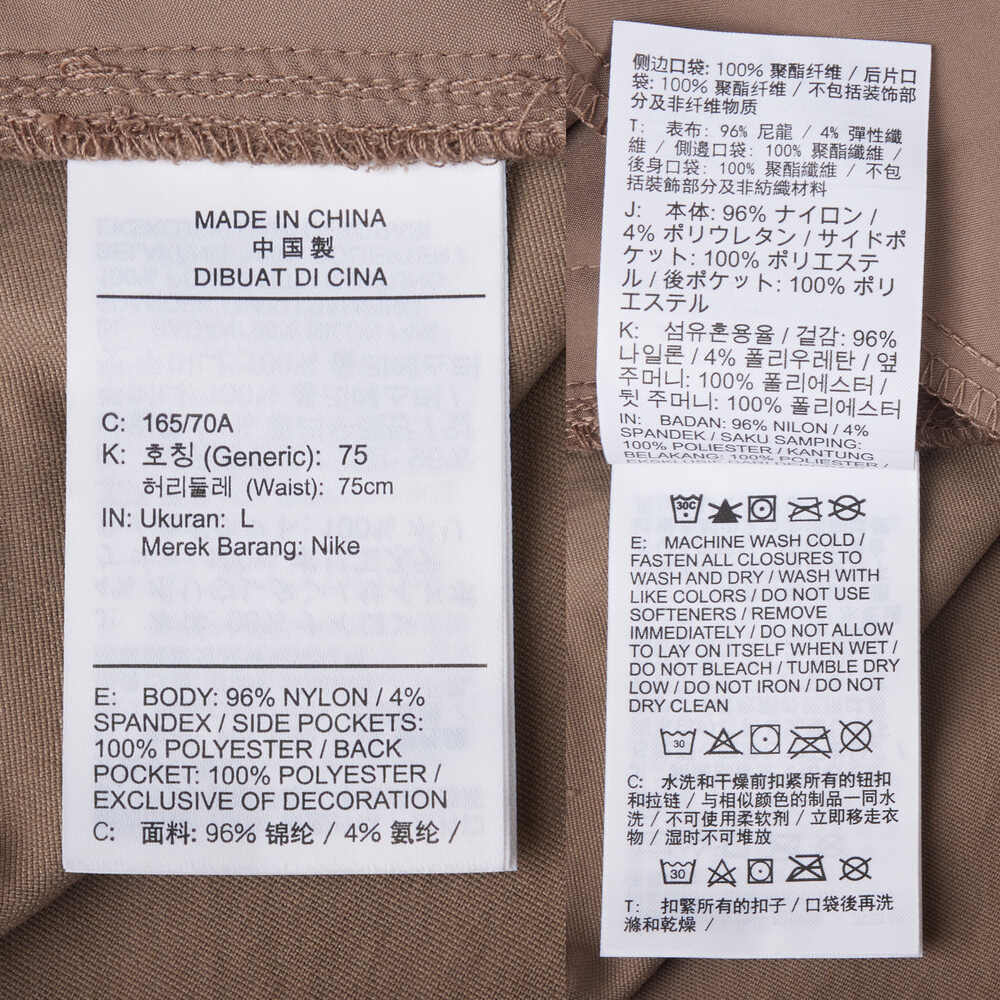 MADE IN CHINA
中国製
DIBUAT DI CINA
C: 165/70A
K: 호칭 (Generic): 75
허리둘레 (Waist): 75cm
IN: Ukuran: L
Merek Barang: Nike
E: BODY: 96% NYLON / 4%
SPANDEX / SIDE POCKETS:
100% POLYESTER / BACK
POCKET: 100% POLYESTER /
EXCLUSIVE OF DECORATION
C: 面料: 96% 锦纶 / 4% 氨纶 /
侧边口袋: 100% 聚酯纤维 / 后片口
袋: 100% 聚酯纤维 / 不包括装饰部
分及非纤维物质
T: 表布: 96% 尼龍 / 4% 彈性纖
維 / 側邊口袋: 100% 聚酯纖維 /
後身口袋: 100% 聚酯纖維 / 不包
括裝飾部分及非紡織材料
J: 本体: 96% ナイロン /
4% ポリウレタン / サイドポ
ケット: 100% ポリエステ
ル / 後ポケット: 100% ポリ
エステル
K: 섬유혼용율 / 겉감: 96%
나일론 / 4% 폴리우레탄 / 옆
주머니: 100% 폴리에스터 /
뒷 주머니: 100% 폴리에스터
IN: BADAN: 96% NILON / 4%
SPANDEK / SAKU SAMPING:
100% POLIESTER / KANTUNG
BELAKANG: 100% POLIESTER /
30C
E: MACHINE WASH COLD /
FASTEN ALL CLOSURES TO
WASH AND DRY / WASH WITH
LIKE COLORS / DO NOT USE
SOFTENERS / REMOVE
IMMEDIATELY / DO NOT ALLOW
TO LAY ON ITSELF WHEN WET /
DO NOT BLEACH / TUMBLE DRY
LOW / DO NOT IRON / DO NOT
DRY CLEAN
30
C: 水洗和干燥前扣紧所有的钮扣
和拉链 / 与相似颜色的制品一同水
洗 / 不可使用柔软剂 / 立即移走衣
物 / 湿时不可堆放
30
T: 扣紧所有的扣子 / 口袋後再洗
滌和乾燥 /